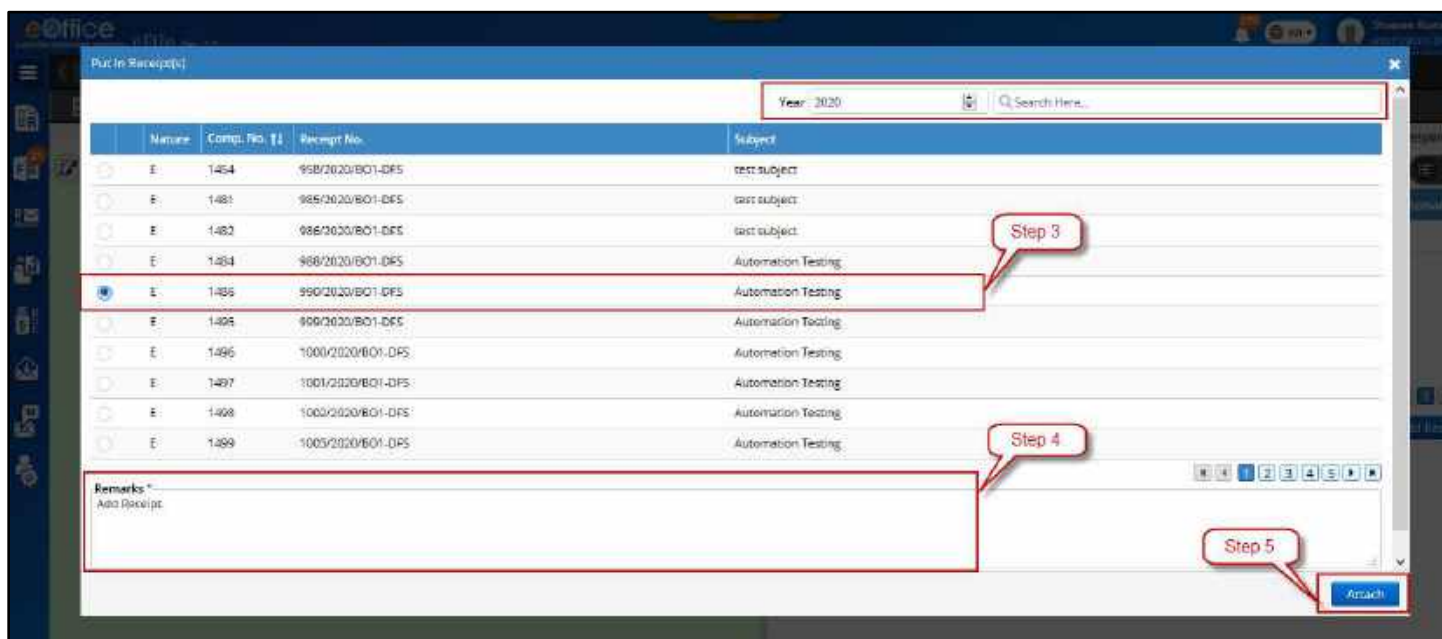 eOffice
Put In Receipt(s)
Year 2020 Search Here...
Nature Comp. No. Receipt No. Subject
E 1464 958/2020/BO1-DFS test subject
E 1481 985/2020/BO1-DFS test subject
E 1482 986/2020/BO1-DFS test subject
Step 3
E 1484 988/2020/BO1-DFS Automation Testing
E 1486 990/2020/BO1-DFS Automation Testing
E 1495 999/2020/BO1-DFS Automation Testing
E 1496 1000/2020/BO1-DFS Automation Testing
E 1497 1001/2020/BO1-DFS Automation Testing
E 1498 1002/2020/BO1-DFS Automation Testing
E 1499 1003/2020/BO1-DFS Automation Testing
Step 4
1 2 3 4 5
Remarks *
Add Receipt
Step 5
Attach